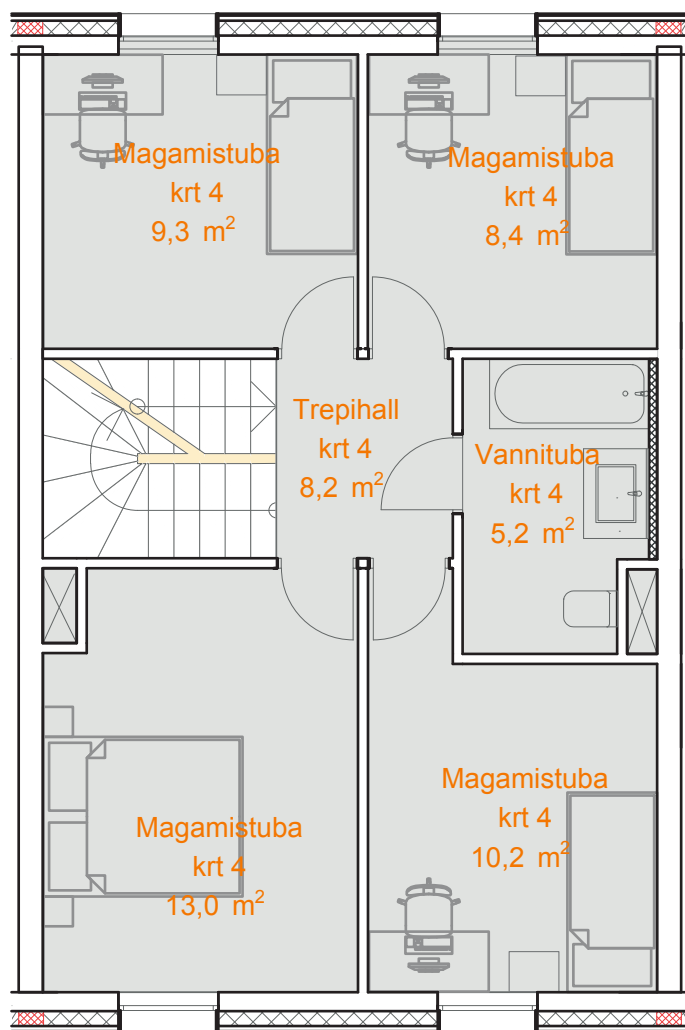 Magamistuba
krt 4
9,3 m²
Magamistuba
krt 4
8,4 m²
Trepihall
krt 4
8,2 m²
Vannituba
krt 4
5,2 m²
Magamistuba
krt 4
13,0 m²
Magamistuba
krt 4
10,2 m²